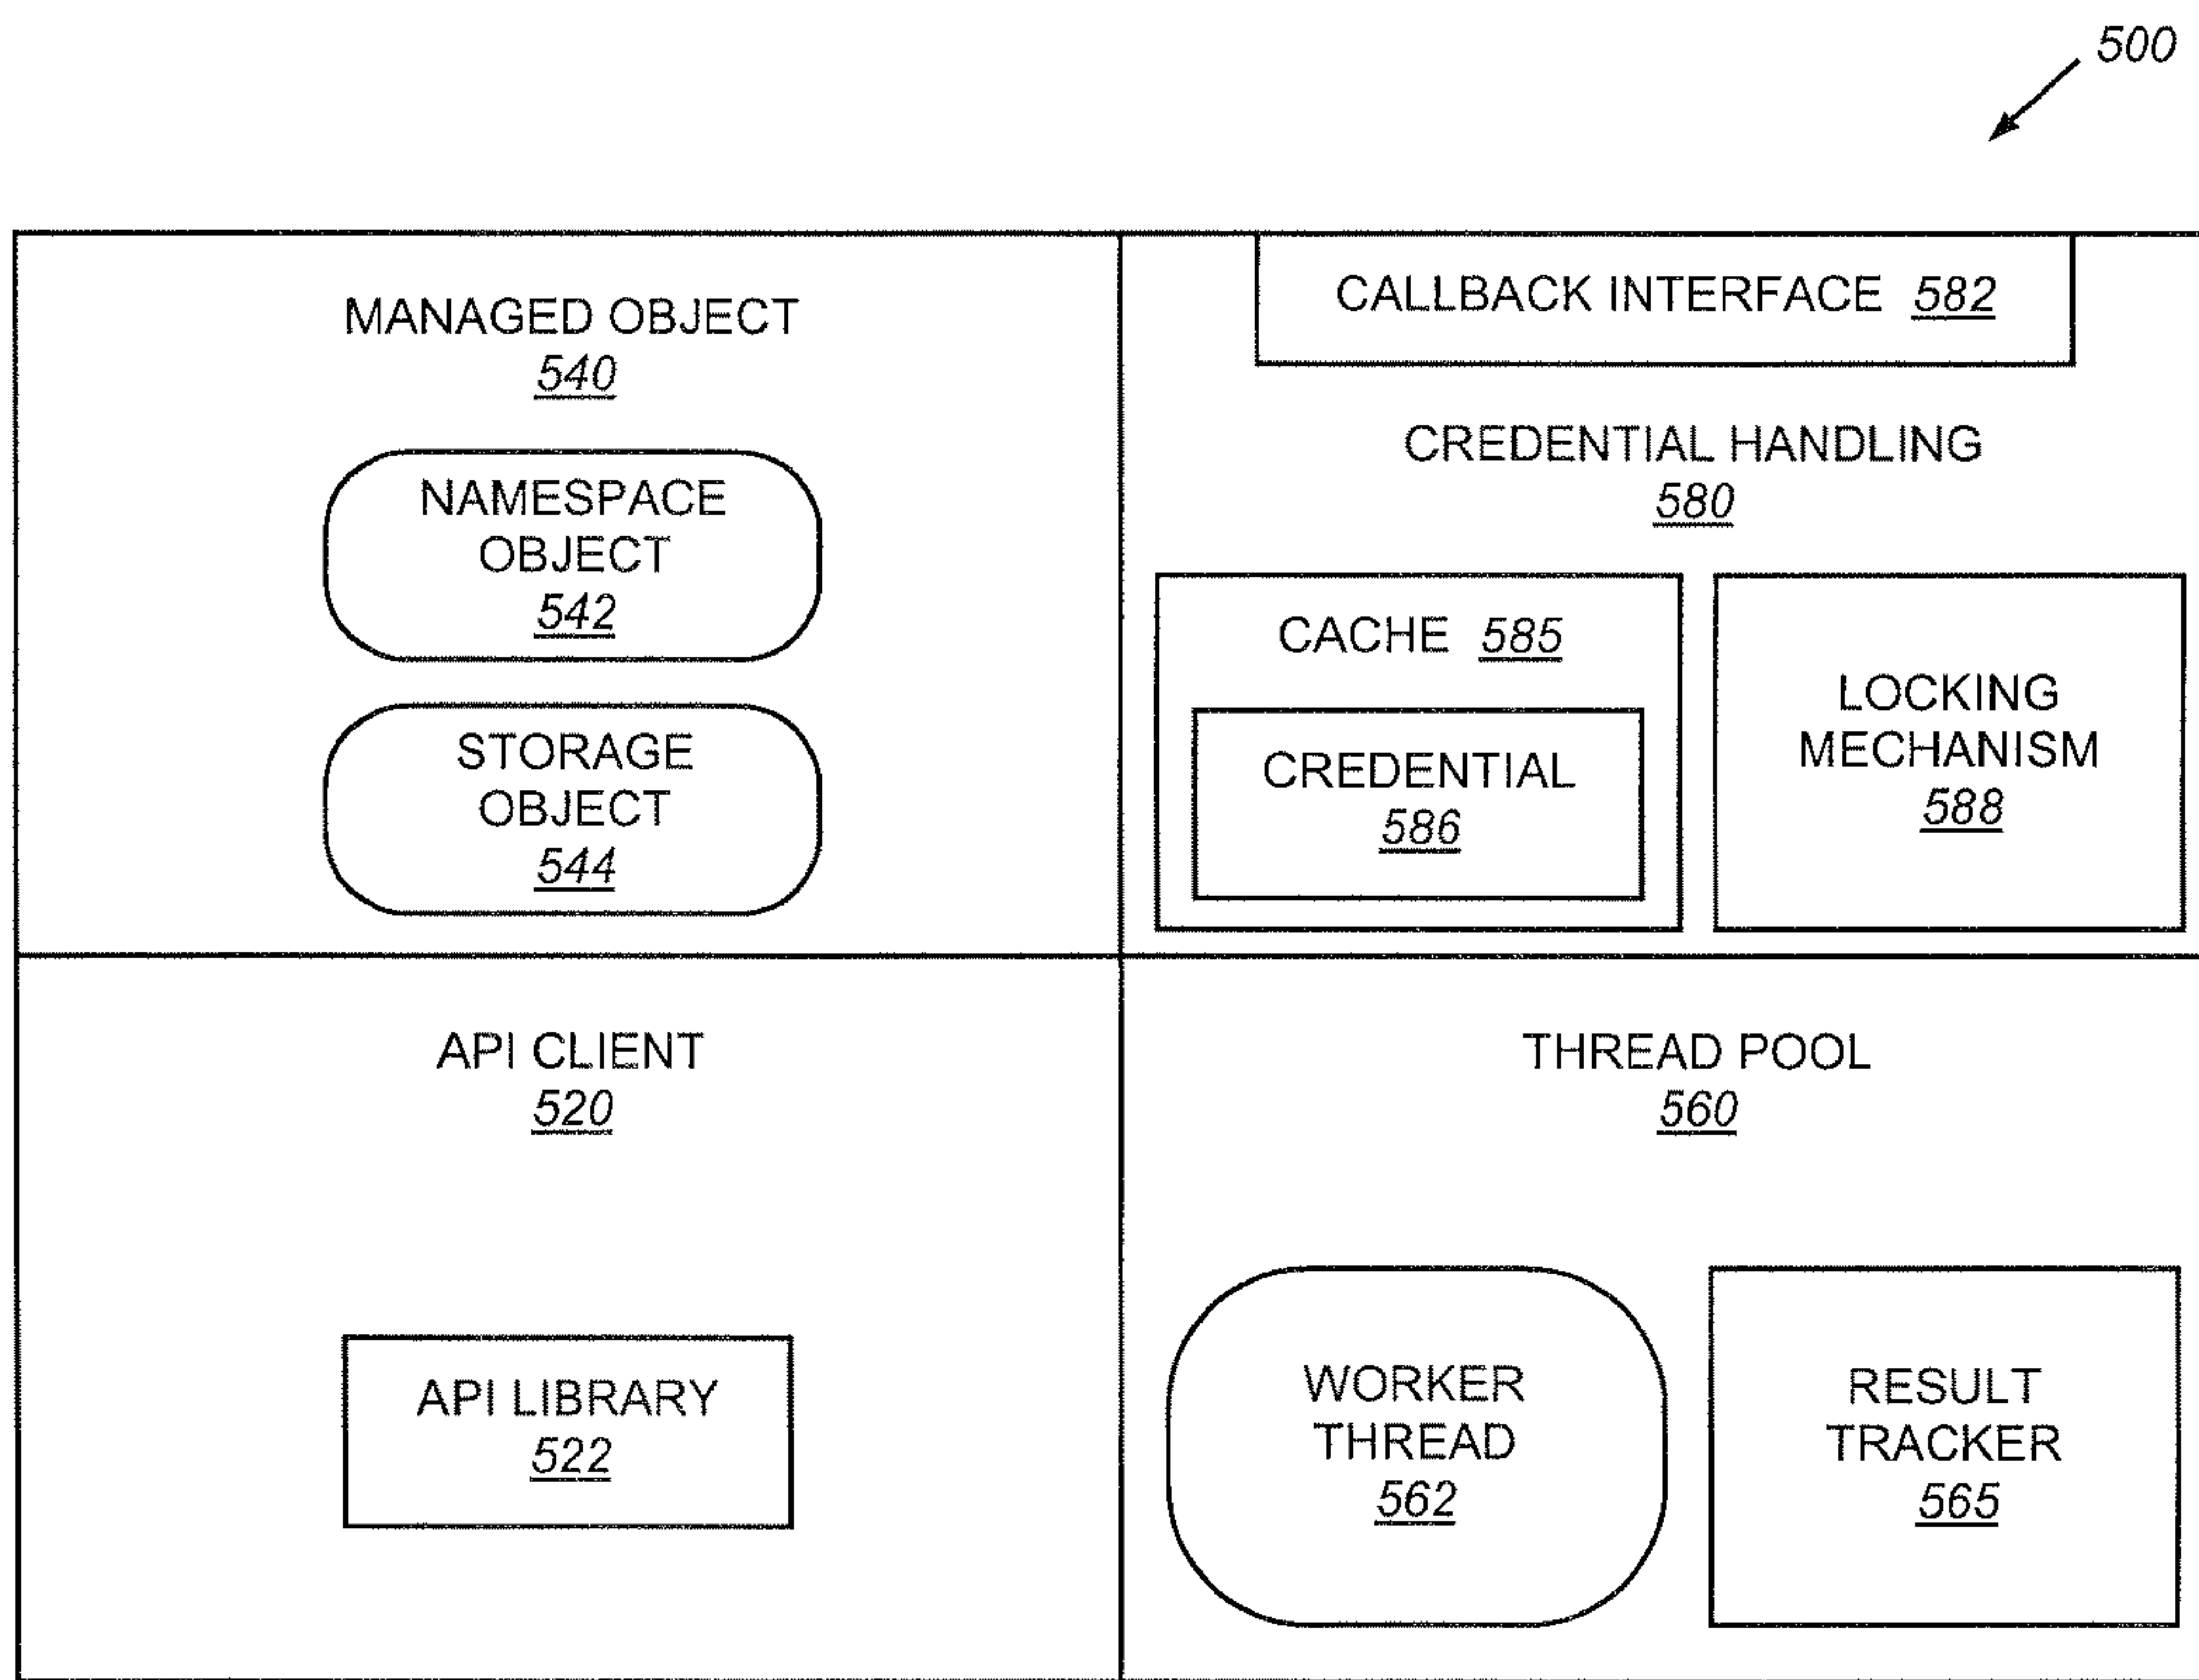 500
MANAGED OBJECT
540
NAMESPACE
OBJECT
542
STORAGE
OBJECT
544
CALLBACK INTERFACE 582
CREDENTIAL HANDLING
580
CACHE 585
CREDENTIAL
586
LOCKING
MECHANISM
588
API CLIENT
520
API LIBRARY
522
THREAD POOL
560
WORKER
THREAD
562
RESULT
TRACKER
565